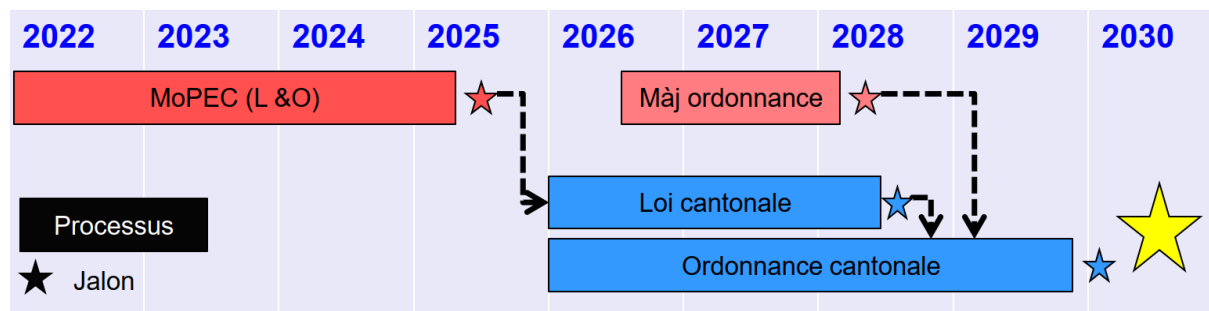 2022 2023 2024 2025 2026 2027 2028 2029 2030
MoPEC (L &O) Màj ordonnance
Loi cantonale
Processus
Ordonnance cantonale
Jalon